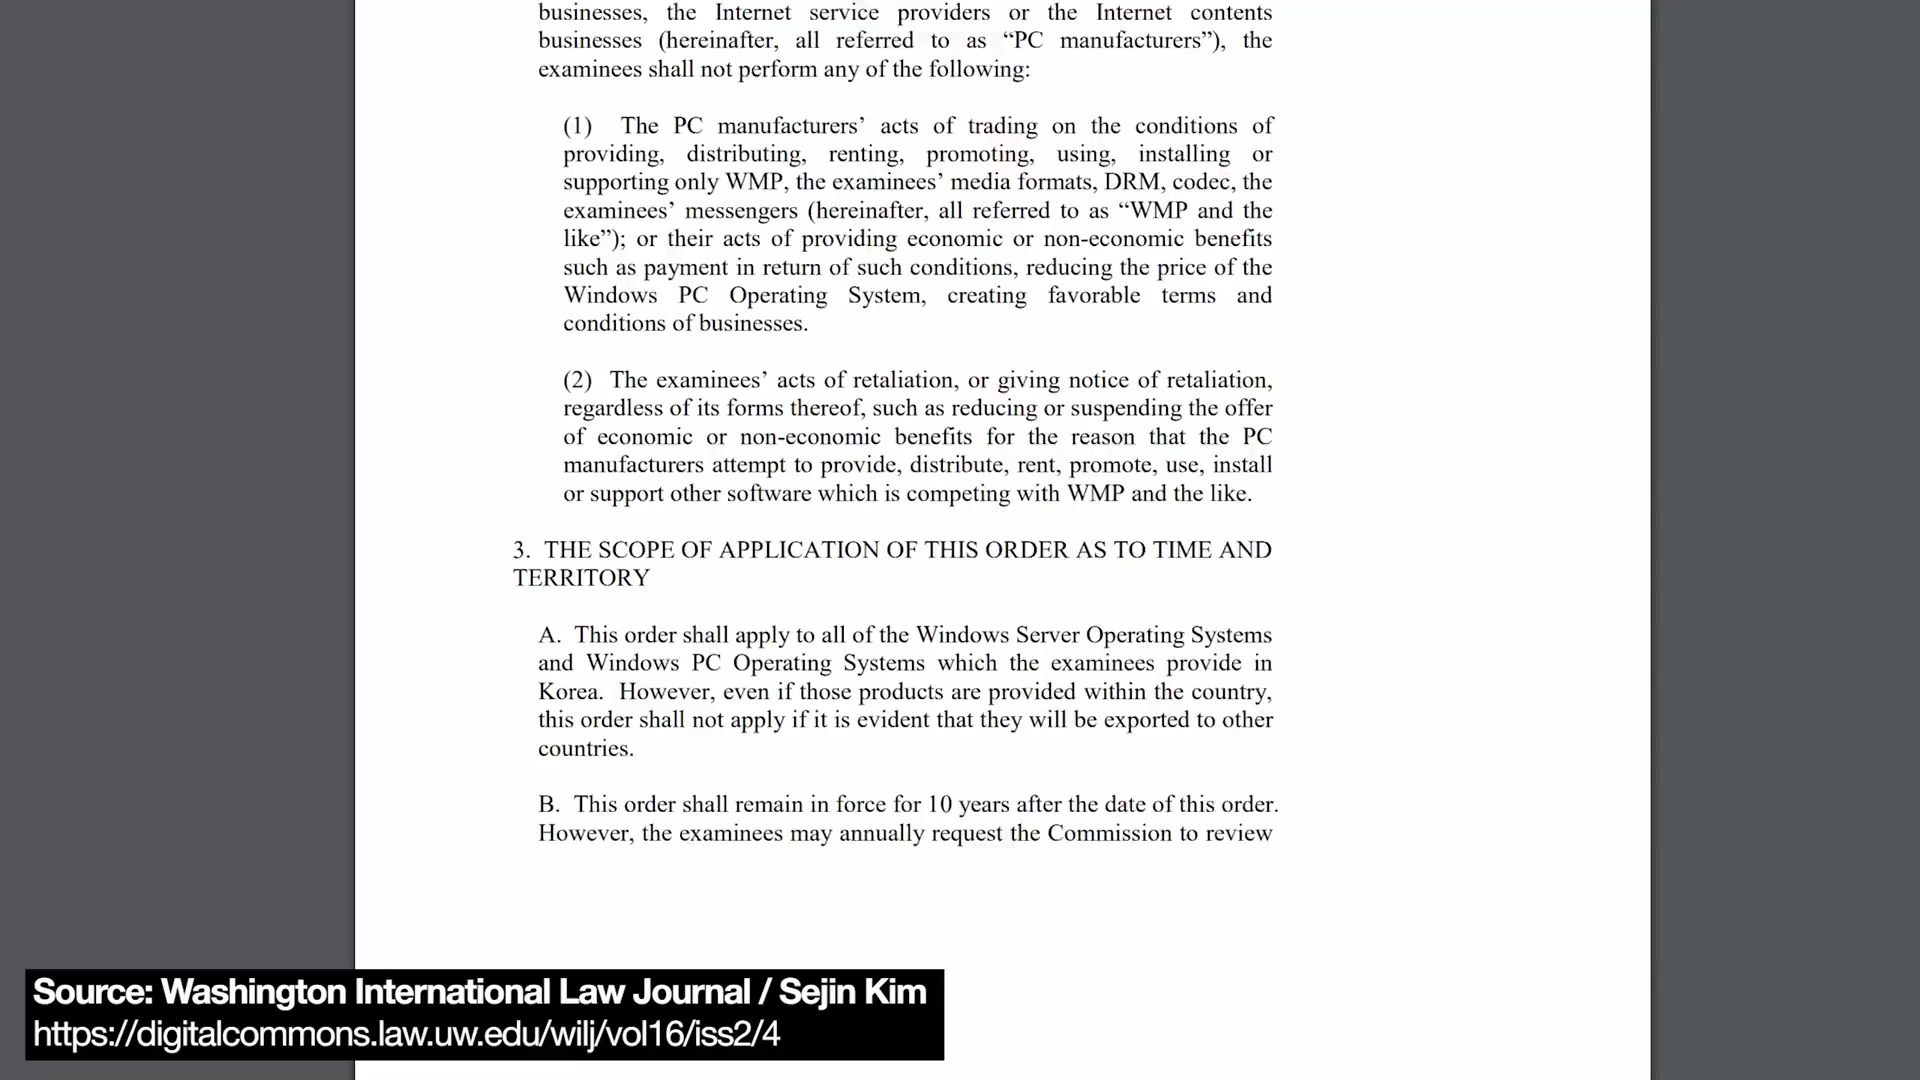 businesses, the Internet service providers or the Internet contents
businesses (hereinafter, all referred to as “PC manufacturers”), the
examinees shall not perform any of the following:
(1) The PC manufacturers’ acts of trading on the conditions of
providing, distributing, renting, promoting, using, installing or
supporting only WMP, the examinees’ media formats, DRM, codec, the
examinees’ messengers (hereinafter, all referred to as “WMP and the
like”); or their acts of providing economic or non-economic benefits
such as payment in return of such conditions, reducing the price of the
Windows PC Operating System, creating favorable terms and
conditions of businesses.
(2) The examinees’ acts of retaliation, or giving notice of retaliation,
regardless of its forms thereof, such as reducing or suspending the offer
of economic or non-economic benefits for the reason that the PC
manufacturers attempt to provide, distribute, rent, promote, use, install
or support other software which is competing with WMP and the like.
3. THE SCOPE OF APPLICATION OF THIS ORDER AS TO TIME AND
TERRITORY
A. This order shall apply to all of the Windows Server Operating Systems
and Windows PC Operating Systems which the examinees provide in
Korea. However, even if those products are provided within the country,
this order shall not apply if it is evident that they will be exported to other
countries.
B. This order shall remain in force for 10 years after the date of this order.
However, the examinees may annually request the Commission to review
Source: Washington International Law Journal / Sejin Kim
https://digitalcommons.law.uw.edu/wilj/vol16/iss2/4